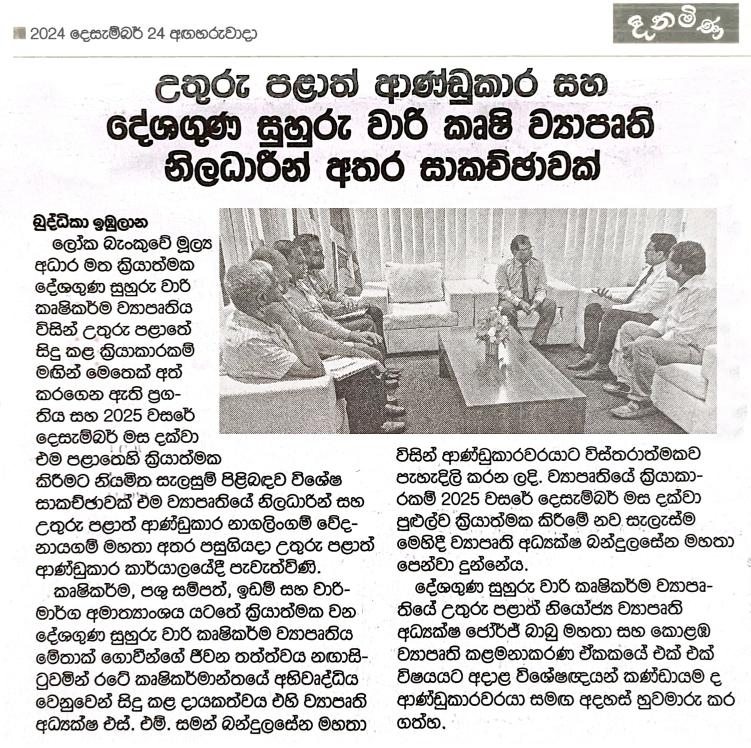 2024 දෙසැම්බර් 24 අඟහරුවාදා
දිනමිණ
උතුරු පළාත් ආණ්ඩුකාර සහ
දේශගුණ සුහුරු වාරි කෘෂි ව්‍යාපෘති
නිලධාරීන් අතර සාකච්ඡාවක්
බුද්ධිකා ඉඹුලාන
ලෝක බැංකුවේ මූල්‍ය
අධාර මත ක්‍රියාත්මක
දේශගුණ සුහුරු වාරි
කෘෂිකර්ම ව්‍යාපෘතිය
විසින් උතුරු පළාතේ
සිදු කළ ක්‍රියාකාරකම්
මඟින් මෙතෙක් අත්
කරගෙන ඇති ප්‍රග-
තිය සහ 2025 වසරේ
දෙසැම්බර් මස දක්වා
එම පළාතෙහි ක්‍රියාත්මක
කිරීමට නියමිත සැලසුම් පිළිබඳව විශේෂ
සාකච්ඡාවක් එම ව්‍යාපෘතියේ නිලධාරින් සහ
උතුරු පළාත් ආණ්ඩුකාර නාගලිංගම් වේද-
නායගම් මහතා අතර පසුගියදා උතුරු පළාත්
ආණ්ඩුකාර කාර්යාලයේදී පැවැත්විණි.
කෘෂිකර්ම, පශු සම්පත්, ඉඩම් සහ වාරි-
මාර්ග අමාත්‍යාංශය යටතේ ක්‍රියාත්මක වන
දේශගුණ සුහුරු වාරි කෘෂිකර්ම ව්‍යාපෘතිය
මේතාක් ගොවීන්ගේ ජීවන තත්ත්වය නඟාසි-
ටුවමින් රටේ කෘෂිකර්මාන්තයේ අභිවෘද්ධිය
වෙනුවෙන් සිදු කළ දායකත්වය එහි ව්‍යාපෘති
අධ්‍යක්ෂ එස්. එම්. සමන් බන්දුලසේන මහතා
විසින් ආණ්ඩුකාරවරයාට විස්තරාත්මකව
පැහැදිලි කරන ලදි. ව්‍යාපෘතියේ ක්‍රියාකා-
රකම් 2025 වසරේ දෙසැම්බර් මස දක්වා
පුළුල්ව ක්‍රියාත්මක කිරීමේ නව සැලැස්ම
මෙහිදී ව්‍යාපෘති අධ්‍යක්ෂ බන්දුලසේන මහතා
පෙන්වා දුන්නේය.
දේශගුණ සුහුරු වාරි කෘෂිකර්ම ව්‍යාපෘ-
තියේ උතුරු පළාත් නියෝජ්‍ය ව්‍යාපෘති
අධ්‍යක්ෂ ජෝර්ජ් බාබු මහතා සහ කොළඹ
ව්‍යාපෘති කළමනාකරණ ඒකකයේ එක් එක්
විෂයයට අදාළ විශේෂඥයන් කණ්ඩායම ද
ආණ්ඩුකාරවරයා සමඟ අදහස් හුවමාරු කර
ගත්හ.